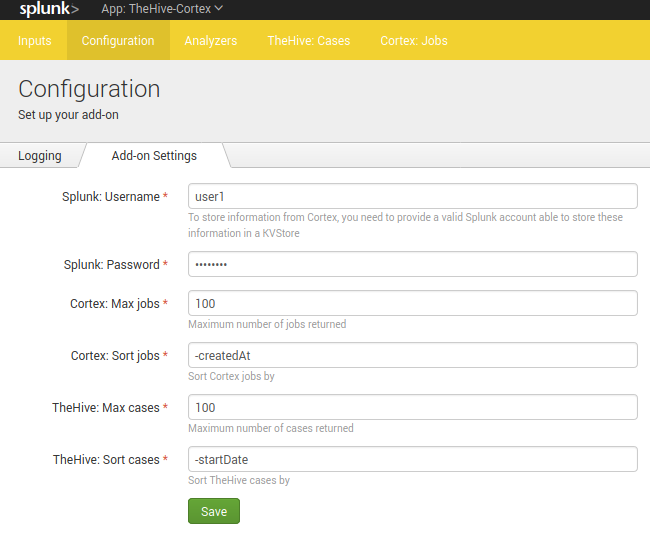 splunk> App: TheHive-Cortex
Inputs Configuration Analyzers TheHive: Cases Cortex: Jobs
Configuration
Set up your add-on
Logging Add-on Settings
Splunk: Username * user1
To store information from Cortex, you need to provide a valid Splunk account able to store these
information in a KVStore
Splunk: Password * ••••••••
Cortex: Max jobs * 100
Maximum number of jobs returned
Cortex: Sort jobs * -createdAt
Sort Cortex jobs by
TheHive: Max cases * 100
Maximum number of cases returned
TheHive: Sort cases * -startDate
Sort TheHive cases by
Save